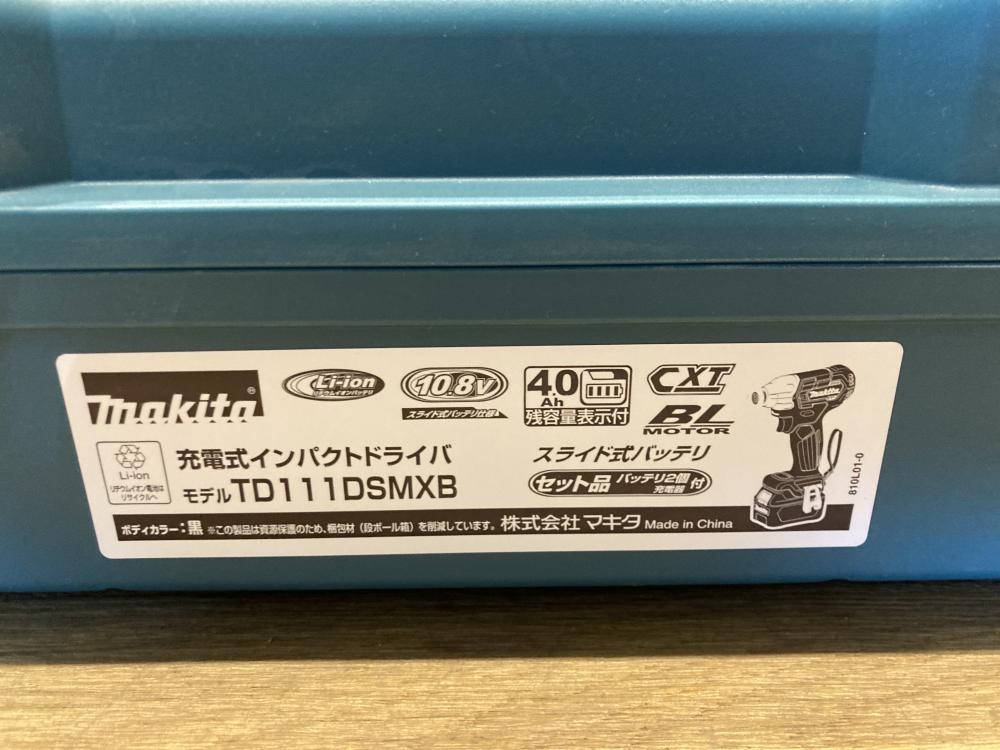 makita®
Li-ion
リチウムイオンバッテリ
10.8V
スライド式バッテリ仕様
4.0
Ah
残容量表示付
CXT
BL
MOTOR
Li-ion
リチウムイオン電池は
リサイクルへ
充電式インパクトドライバ
モデルTD111DSMXB
スライド式バッテリ
セット品 バッテリ2個 充電器 付
810L01-0
ボディカラー:黒 ※この製品は資源保護のため、梱包材(段ボール箱)を削減しています。 株式会社マキタ Made in China